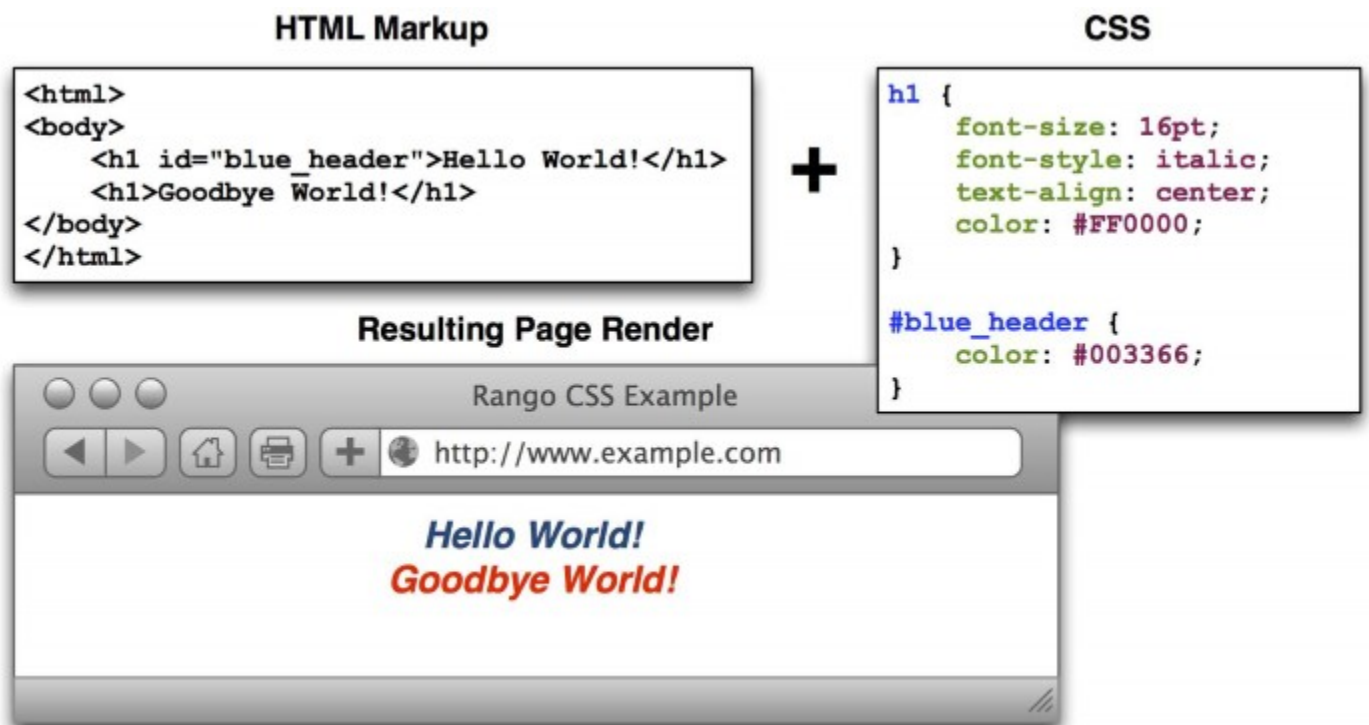 HTML Markup
<html>
<body>
    <h1 id="blue_header">Hello World!</h1>
    <h1>Goodbye World!</h1>
</body>
</html>
+
CSS
h1 {
    font-size: 16pt;
    font-style: italic;
    text-align: center;
    color: #FF0000;
}
#blue_header {
    color: #003366;
}
Resulting Page Render
Rango CSS Example
http://www.example.com
Hello World!
Goodbye World!